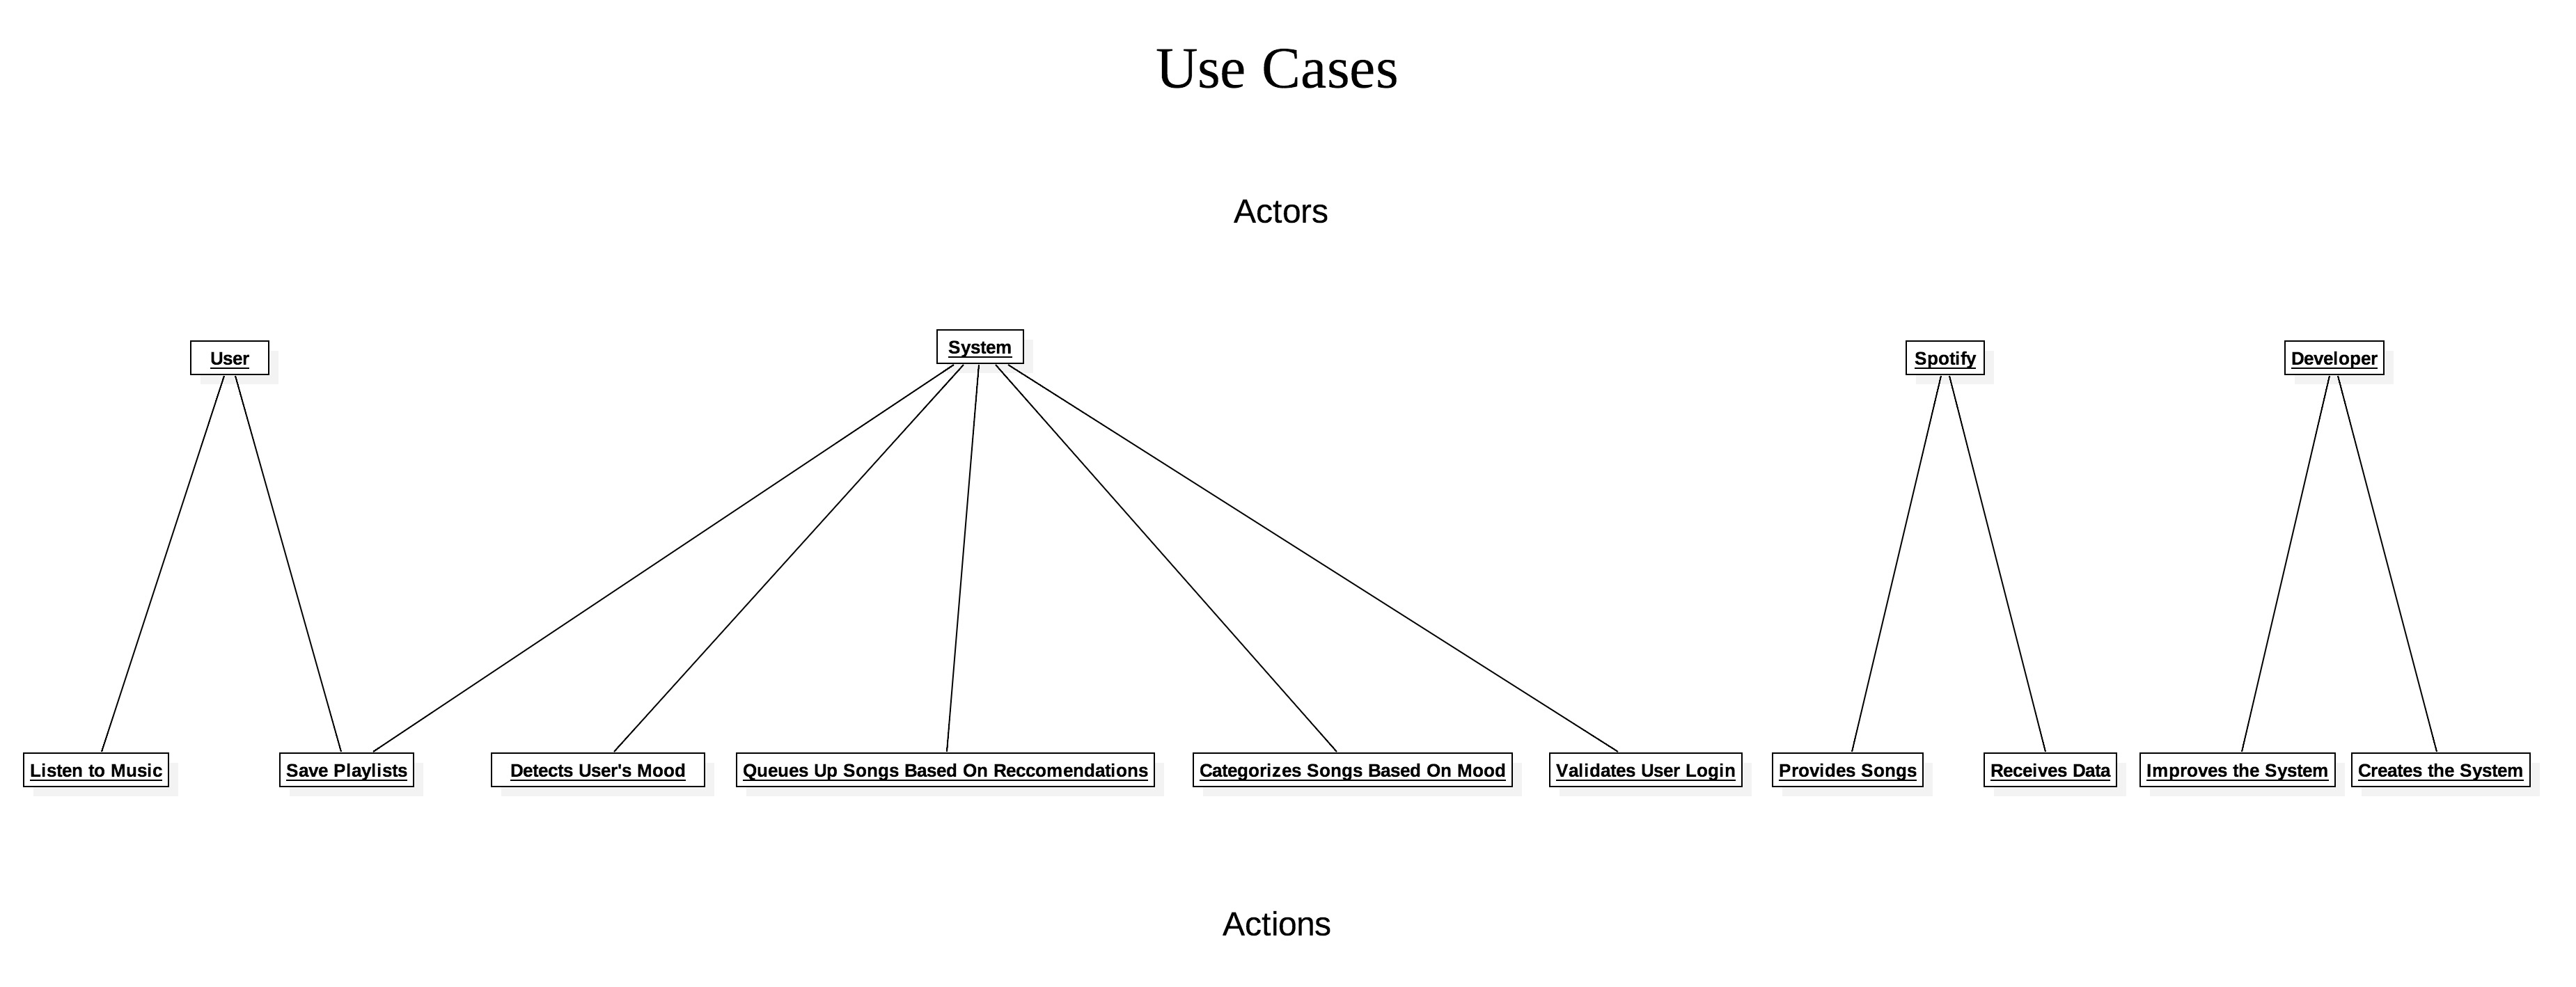 Use Cases
Actors
User
System
Spotify
Developer
Listen to Music
Save Playlists
Detects User's Mood
Queues Up Songs Based On Reccomendations
Categorizes Songs Based On Mood
Validates User Login
Provides Songs
Receives Data
Improves the System
Creates the System
Actions